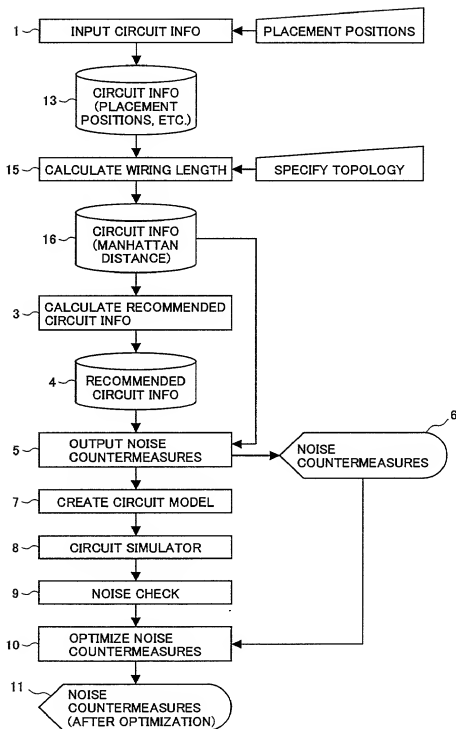 1 INPUT CIRCUIT INFO
PLACEMENT POSITIONS
13 CIRCUIT INFO
(PLACEMENT
POSITIONS, ETC.)
15 CALCULATE WIRING LENGTH
SPECIFY TOPOLOGY
16 CIRCUIT INFO
(MANHATTAN
DISTANCE)
3 CALCULATE RECOMMENDED
CIRCUIT INFO
4 RECOMMENDED
CIRCUIT INFO
5 OUTPUT NOISE
COUNTERMEASURES
6 NOISE
COUNTERMEASURES
7 CREATE CIRCUIT MODEL
8 CIRCUIT SIMULATOR
9 NOISE CHECK
10 OPTIMIZE NOISE
COUNTERMEASURES
11 NOISE
COUNTERMEASURES
(AFTER OPTIMIZATION)